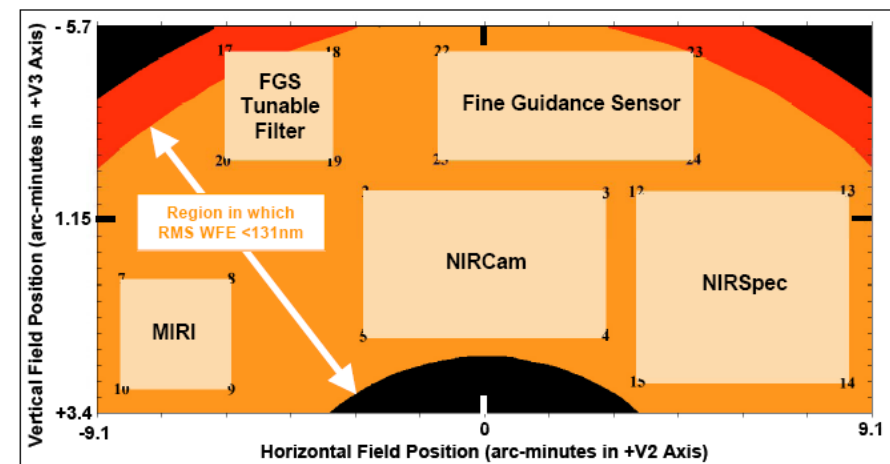 Vertical Field Position (arc-minutes in +V3 Axis)
- 5.7
1.15
+3.4
17
18
FGS
Tunable
Filter
20
19
22
23
Fine Guidance Sensor
24
Region in which
RMS WFE <131nm
3
NIRCam
5
4
12
13
NIRSpec
15
14
7
8
MIRI
10
9
-9.1
0
9.1
Horizontal Field Position (arc-minutes in +V2 Axis)